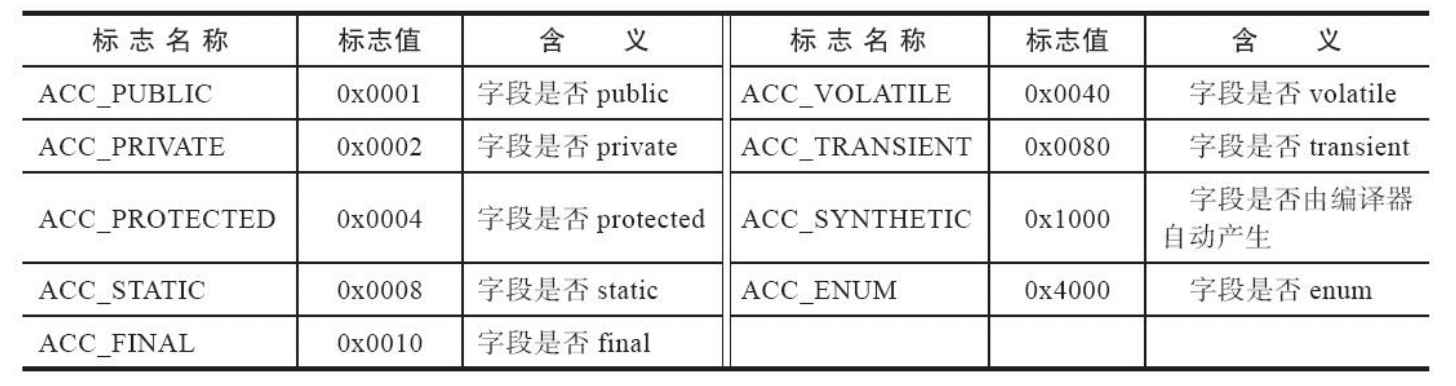 标志名称 标志值 含义 标志名称 标志值 含义
ACC_PUBLIC 0x0001 字段是否 public ACC_VOLATILE 0x0040 字段是否 volatile
ACC_PRIVATE 0x0002 字段是否 private ACC_TRANSIENT 0x0080 字段是否 transient
ACC_PROTECTED 0x0004 字段是否 protected ACC_SYNTHETIC 0x1000 字段是否由编译器
自动产生
ACC_STATIC 0x0008 字段是否 static ACC_ENUM 0x4000 字段是否 enum
ACC_FINAL 0x0010 字段是否 final